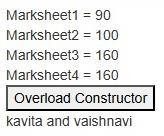 Marksheet1 = 90
Marksheet2 = 100
Marksheet3 = 160
Marksheet4 = 160
Overload Constructor
kavita and vaishnavi